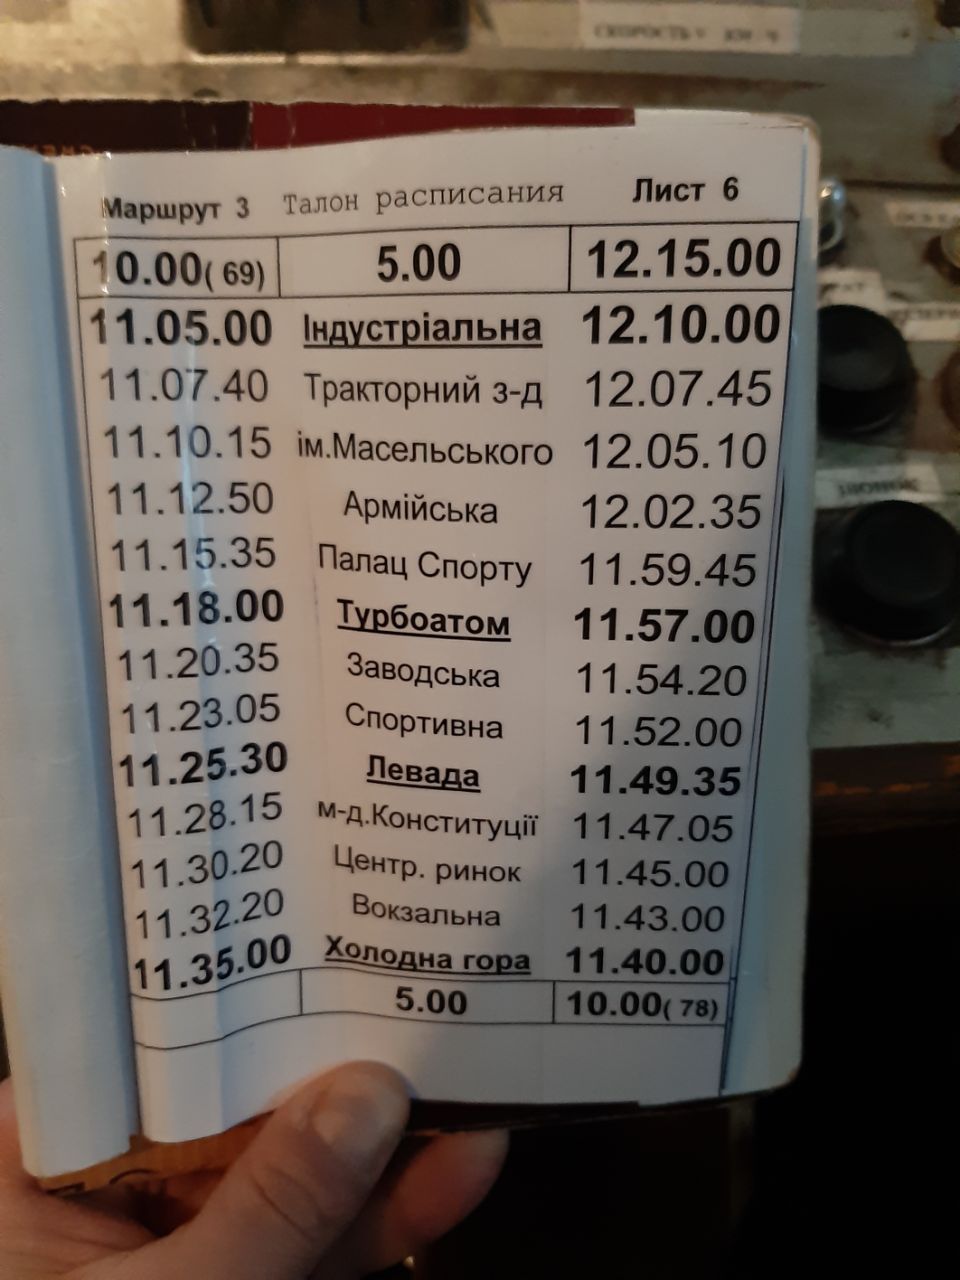 СКОРОСТЬ V КМ/Ч
Маршрут 3 Талон расписания Лист 6
10.00( 69) 5.00 12.15.00
11.05.00 Індустріальна 12.10.00
11.07.40 Тракторний з-д 12.07.45
11.10.15 ім.Масельського 12.05.10
11.12.50 Армійська 12.02.35
11.15.35 Палац Спорту 11.59.45
11.18.00 Турбоатом 11.57.00
11.20.35 Заводська 11.54.20
11.23.05 Спортивна 11.52.00
11.25.30 Левада 11.49.35
11.28.15 м-д.Конституції 11.47.05
11.30.20 Центр. ринок 11.45.00
11.32.20 Вокзальна 11.43.00
11.35.00 Холодна гора 11.40.00
5.00 10.00( 78)
ЗВОНОК